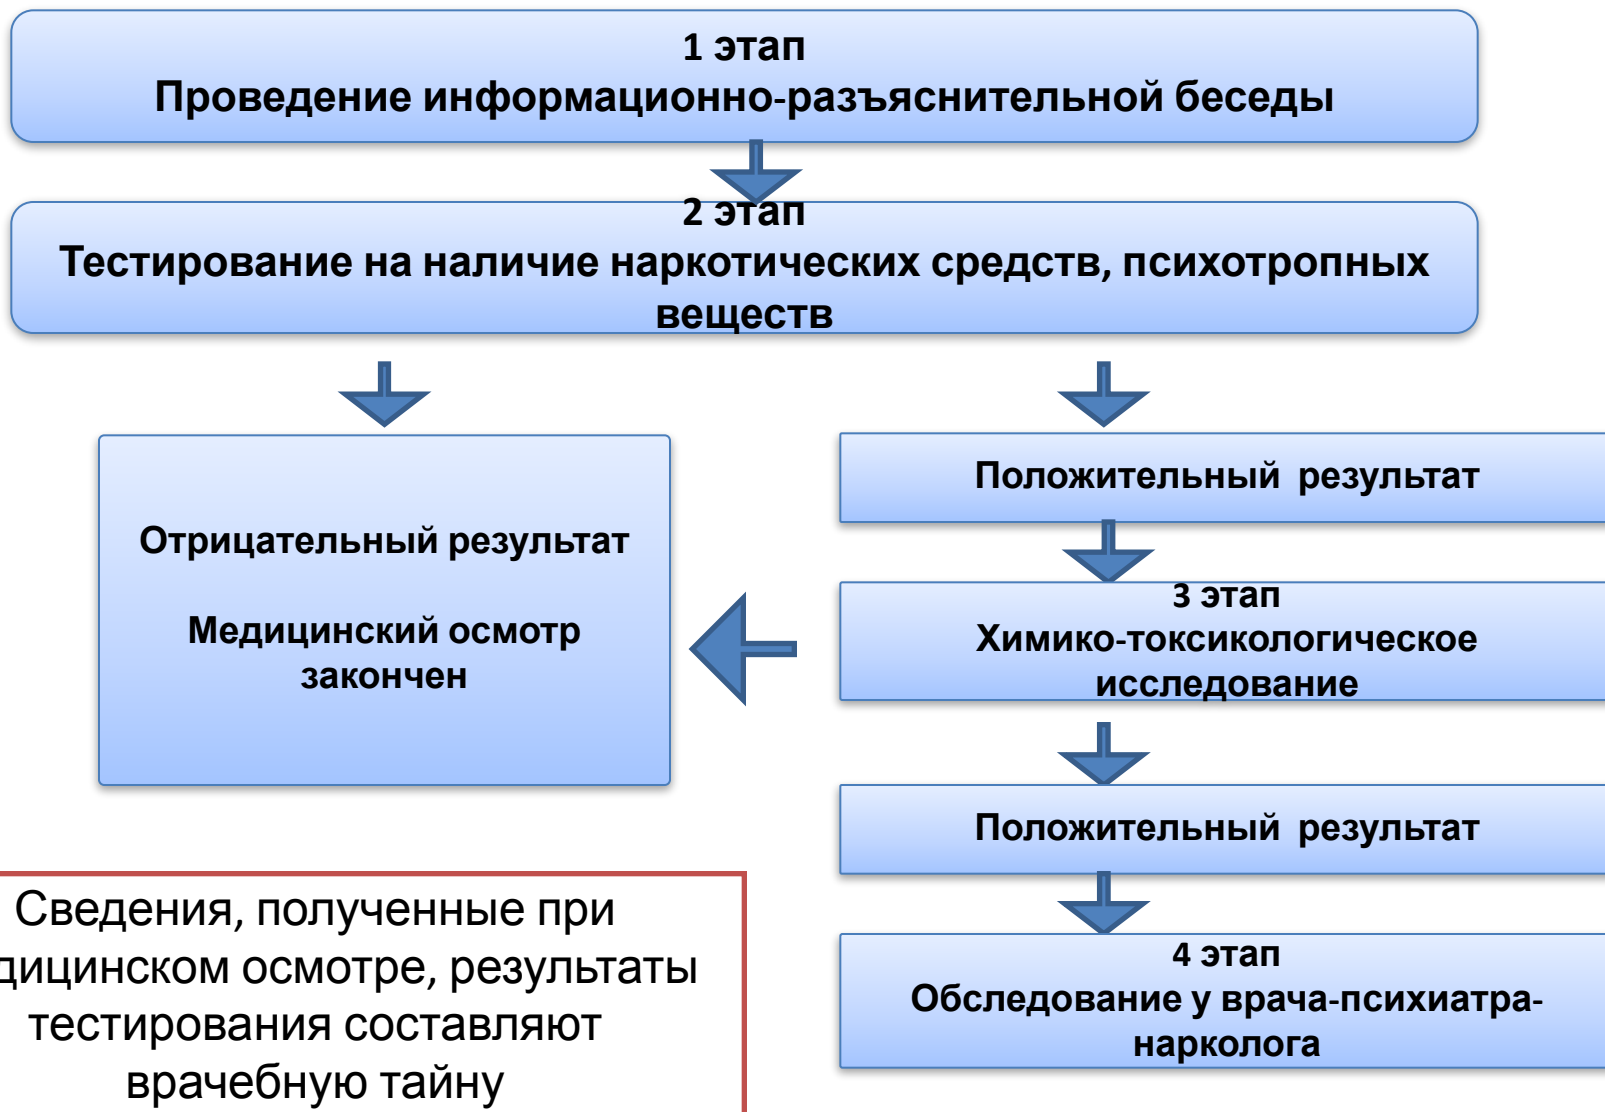 1 этап
Проведение информационно-разъяснительной беседы
2 этап
Тестирование на наличие наркотических средств, психотропных
веществ
Отрицательный результат
Медицинский осмотр
закончен
Положительный результат
3 этап
Химико-токсикологическое
исследование
Положительный результат
4 этап
Обследование у врача-психиатра-
нарколога
Сведения, полученные при
дицинском осмотре, результаты
тестирования составляют
врачебную тайну